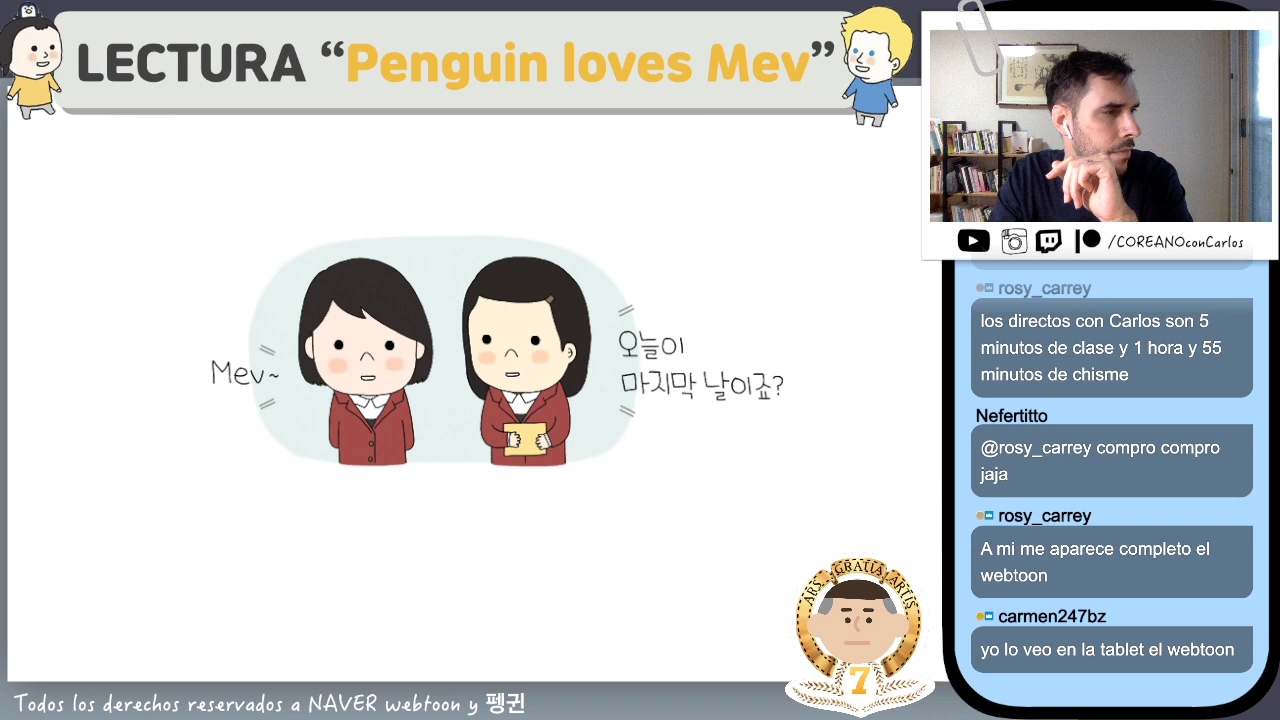 LECTURA “Penguin loves Mev”
Mev~
오늘이
마지막 날이죠?
ARS GRATIA ARTIS
7
Todos los derechos reservados a NAVER webtoon y 펭귄
/COREANOconCarlos
rosy_carrey
los directos con Carlos son 5
minutos de clase y 1 hora y 55
minutos de chisme
Nefertitto
@rosy_carrey compro compro
jaja
rosy_carrey
A mi me aparece completo el
webtoon
carmen247bz
yo lo veo en la tablet el webtoon